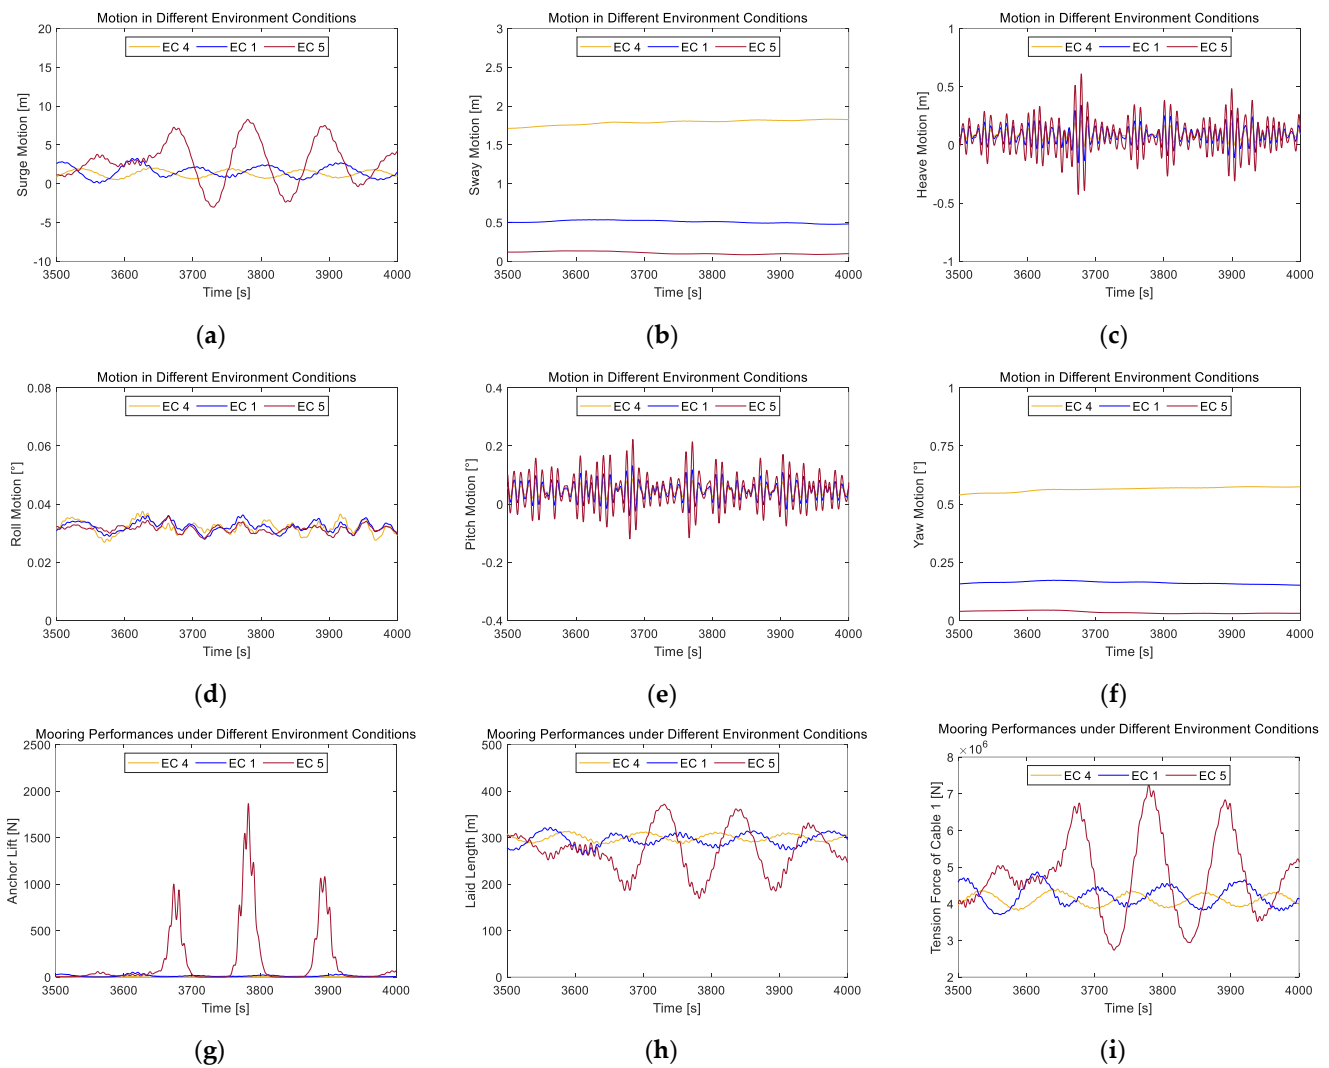 Motion in Different Environment Conditions
EC 4 EC 1 EC 5
20
15
10
5
0
-5
-10
Surge Motion [m]
3500 3600 3700 3800 3900 4000
Time [s]
(a)
Motion in Different Environment Conditions
EC 4 EC 1 EC 5
3
2.5
2
1.5
1
0.5
0
Sway Motion [m]
3500 3600 3700 3800 3900 4000
Time [s]
(b)
Motion in Different Environment Conditions
EC 4 EC 1 EC 5
1
0.5
0
-0.5
-1
Heave Motion [m]
3500 3600 3700 3800 3900 4000
Time [s]
(c)
Motion in Different Environment Conditions
EC 4 EC 1 EC 5
0.08
0.06
0.04
0.02
0
Roll Motion [°]
3500 3600 3700 3800 3900 4000
Time [s]
(d)
Motion in Different Environment Conditions
EC 4 EC 1 EC 5
0.4
0.2
0
-0.2
-0.4
Pitch Motion [°]
3500 3600 3700 3800 3900 4000
Time [s]
(e)
Motion in Different Environment Conditions
EC 4 EC 1 EC 5
1
0.75
0.5
0.25
0
Yaw Motion [°]
3500 3600 3700 3800 3900 4000
Time [s]
(f)
Mooring Performances under Different Environment Conditions
EC 4 EC 1 EC 5
2500
2000
1500
1000
500
0
Anchor Lift [N]
3500 3600 3700 3800 3900 4000
Time [s]
(g)
Mooring Performances under Different Environment Conditions
EC 4 EC 1 EC 5
500
400
300
200
100
0
Laid Length [m]
3500 3600 3700 3800 3900 4000
Time [s]
(h)
Mooring Performances under Different Environment Conditions
×10⁶
EC 4 EC 1 EC 5
8
7
6
5
4
3
2
Tension Force of Cable 1 [N]
3500 3600 3700 3800 3900 4000
Time [s]
(i)